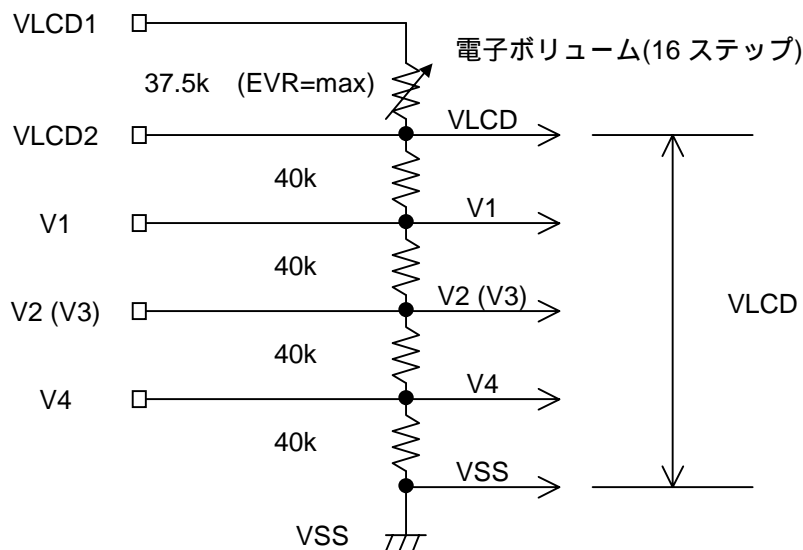 VLCD1
電子ボリューム(16 ステップ)
37.5k (EVR=max)
VLCD2
VLCD
40k
V1
V1
40k
V2 (V3)
V2 (V3)
VLCD
40k
V4
V4
40k
VSS
VSS